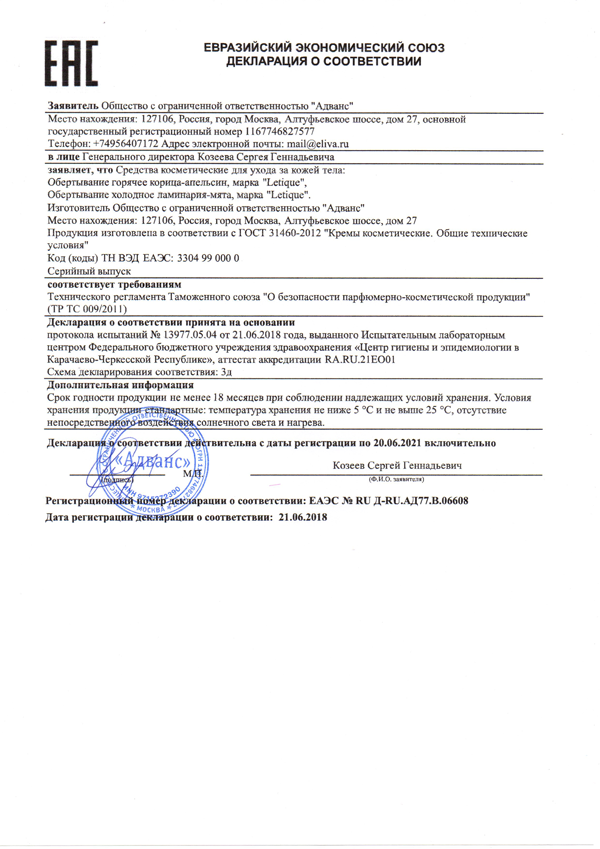 ЕАС
ЕВРАЗИЙСКИЙ ЭКОНОМИЧЕСКИЙ СОЮЗ
ДЕКЛАРАЦИЯ О СООТВЕТСТВИИ
Заявитель Общество с ограниченной ответственностью "Адванс"
Место нахождения: 127106, Россия, город Москва, Алтуфьевское шоссе, дом 27, основной
государственный регистрационный номер 1167746827577
Телефон: +74956407172 Адрес электронной почты: mail@eliva.ru
в лице Генерального директора Козеева Сергея Геннадьевича
заявляет, что Средства косметические для ухода за кожей тела:
Обертывание горячее корица-апельсин, марка "Letique",
Обертывание холодное ламинария-мята, марка "Letique".
Изготовитель Общество с ограниченной ответственностью "Адванс"
Место нахождения: 127106, Россия, город Москва, Алтуфьевское шоссе, дом 27
Продукция изготовлена в соответствии с ГОСТ 31460-2012 "Кремы косметические. Общие технические
условия"
Код (коды) ТН ВЭД ЕАЭС: 3304 99 000 0
Серийный выпуск
соответствует требованиям
Технического регламента Таможенного союза "О безопасности парфюмерно-косметической продукции"
(ТР ТС 009/2011)
Декларация о соответствии принята на основании
протокола испытаний № 13977.05.04 от 21.06.2018 года, выданного Испытательным лабораторным
центром Федерального бюджетного учреждения здравоохранения «Центр гигиены и эпидемиологии в
Карачаево-Черкесской Республике», аттестат аккредитации RA.RU.21ЕО01
Схема декларирования соответствия: 3д
Дополнительная информация
Срок годности продукции не менее 18 месяцев при соблюдении надлежащих условий хранения. Условия
хранения продукции стандартные: температура хранения не ниже 5 °С и не выше 25 °С, отсутствие
непосредственного воздействия солнечного света и нагрева.
Декларация о соответствии действительна с даты регистрации по 20.06.2021 включительно
«Адванс»
М.П.
Козеев Сергей Геннадьевич
(подпись)
(Ф.И.О. заявителя)
Регистрационный номер декларации о соответствии: ЕАЭС № RU Д-RU.АД77.В.06608
Дата регистрации декларации о соответствии: 21.06.2018